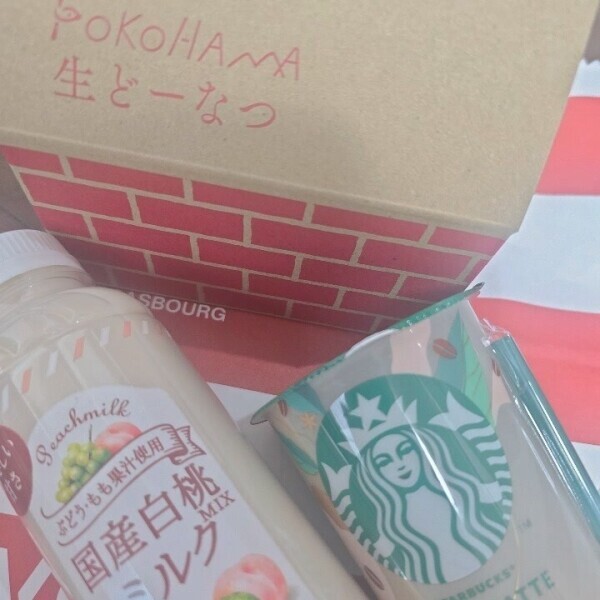 YOKOHAMA
生どーなつ
ASBOURG
Peachmilk
ぶどう・もも果汁使用
国産白桃
MIX
ミルク
STARBUCKS
TTE